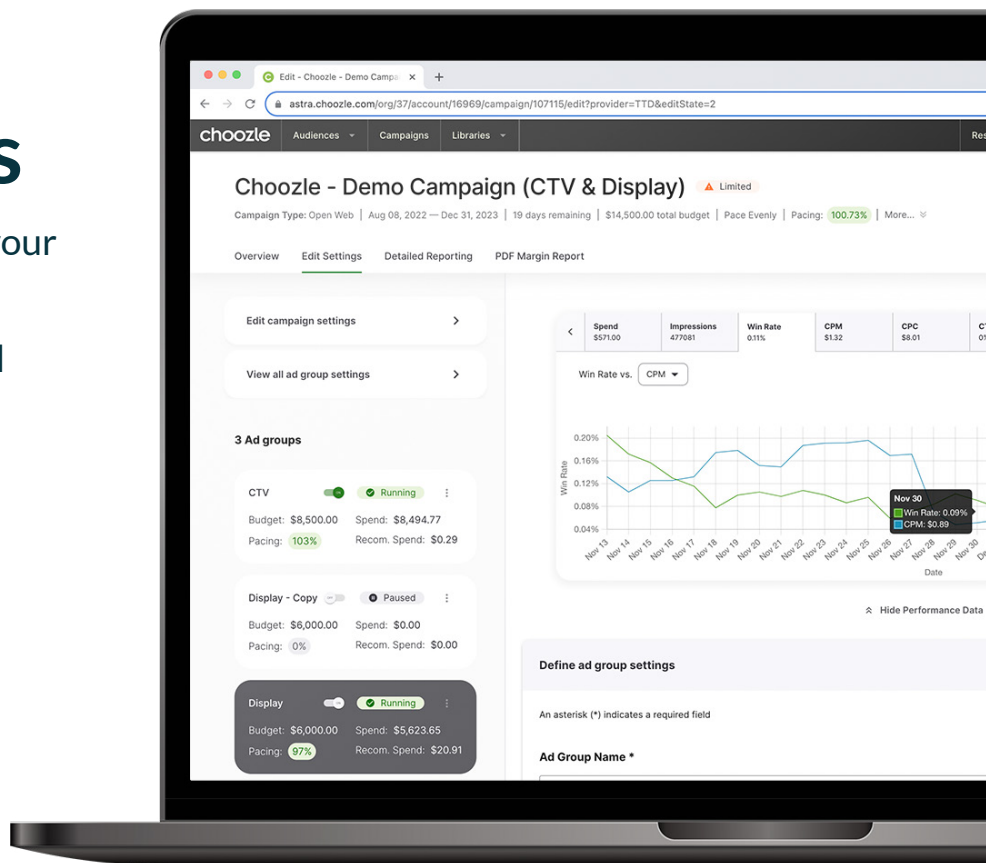 s
your
Edit - Choozle - Demo Campa
astra.choozle.com/org/37/account/16969/campaign/107115/edit?provider=TTD&editState=2
choozle Audiences Campaigns Libraries Res
Choozle - Demo Campaign (CTV & Display) Limited
Campaign Type: Open Web | Aug 08, 2022 — Dec 31, 2023 | 19 days remaining | $14,500.00 total budget | Pace Evenly | Pacing: 100.73% | More...
Overview Edit Settings Detailed Reporting PDF Margin Report
Edit campaign settings
View all ad group settings
3 Ad groups
CTV Running
Budget: $8,500.00 Spend: $8,494.77
Pacing: 103% Recom. Spend: $0.29
Display - Copy Paused
Budget: $6,000.00 Spend: $0.00
Pacing: 0% Recom. Spend: $0.00
Display Running
Budget: $6,000.00 Spend: $5,623.65
Pacing: 97% Recom. Spend: $20.91
Spend Impressions Win Rate CPM CPC
$571.00 477081 0.11% $1.32 $8.01
Win Rate vs. CPM
Win Rate
0.20%
0.16%
0.12%
0.08%
0.04%
Nov 30
Win Rate: 0.09%
CPM: $0.89
Nov 13 Nov 14 Nov 15 Nov 16 Nov 17 Nov 18 Nov 19 Nov 20 Nov 21 Nov 22 Nov 23 Nov 24 Nov 25 Nov 26 Nov 27 Nov 28 Nov 29 Nov 30
Date
Hide Performance Data
Define ad group settings
An asterisk (*) indicates a required field
Ad Group Name *